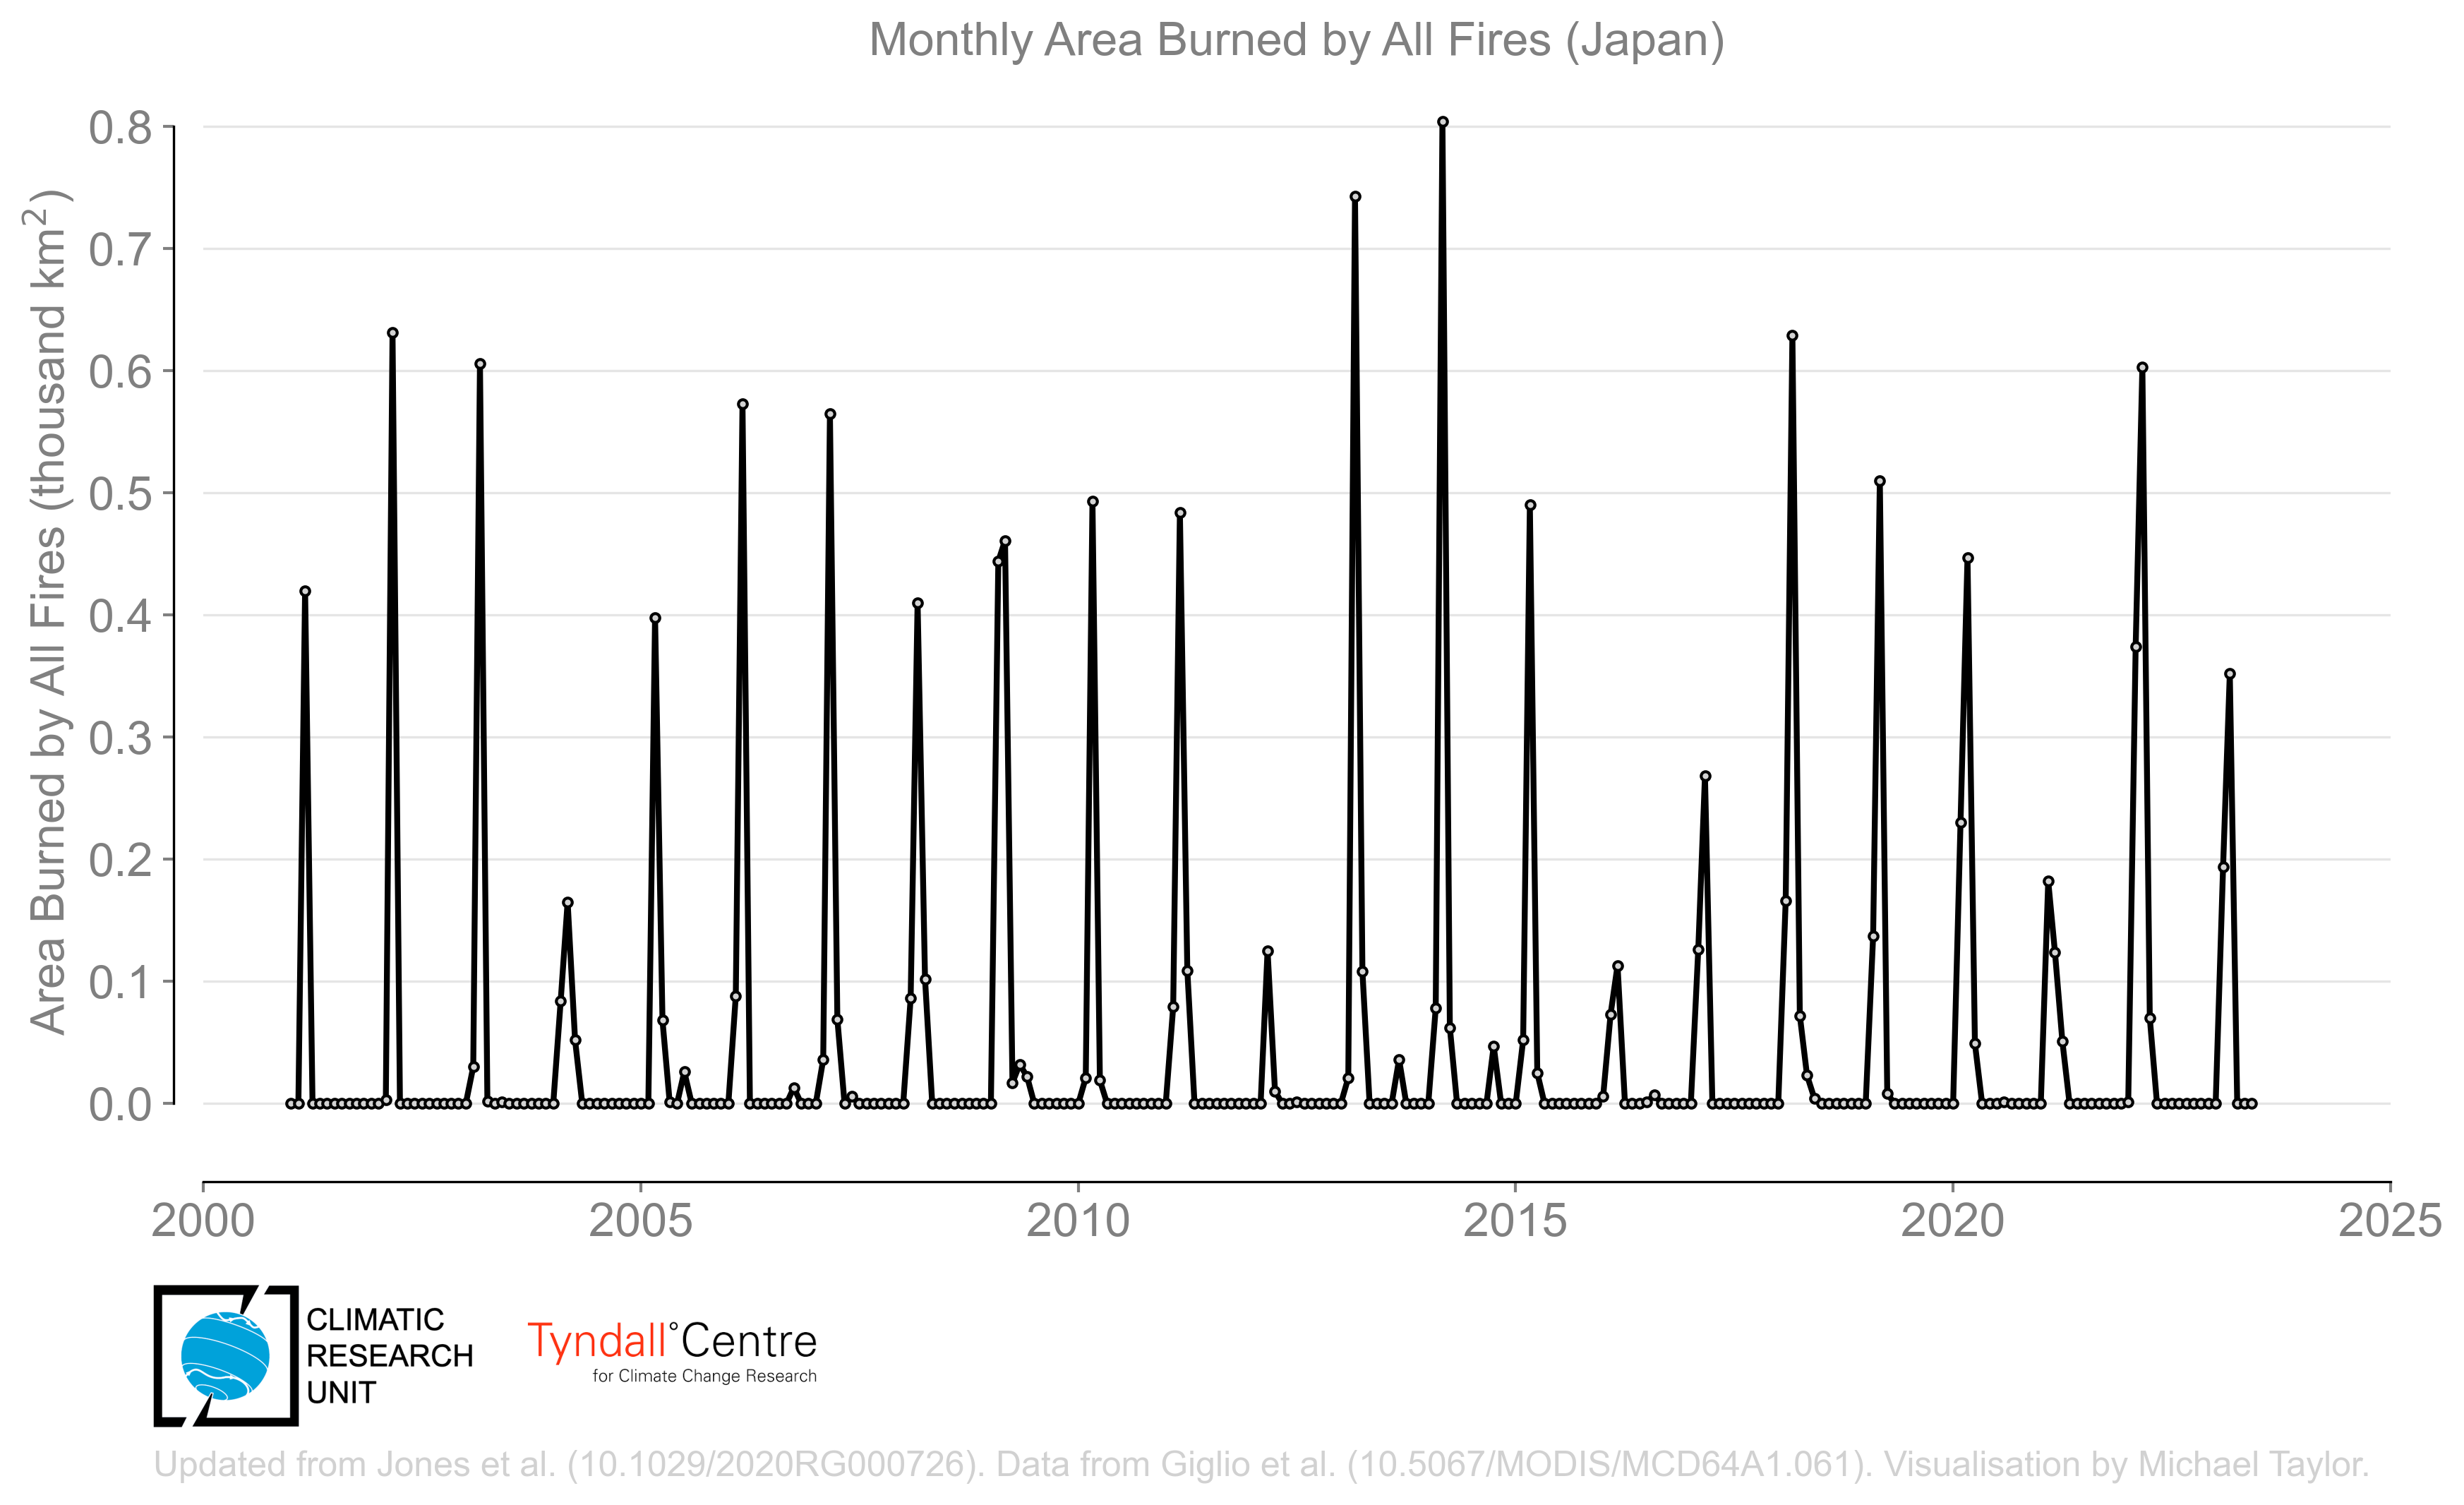 Monthly Area Burned by All Fires (Japan)
Area Burned by All Fires (thousand km²)
0.8
0.7
0.6
0.5
0.4
0.3
0.2
0.1
0.0
2000 2005 2010 2015 2020 2025
CLIMATIC
RESEARCH
UNIT
Tyndall°Centre
for Climate Change Research
Updated from Jones et al. (10.1029/2020RG000726). Data from Giglio et al. (10.5067/MODIS/MCD64A1.061). Visualisation by Michael Taylor.